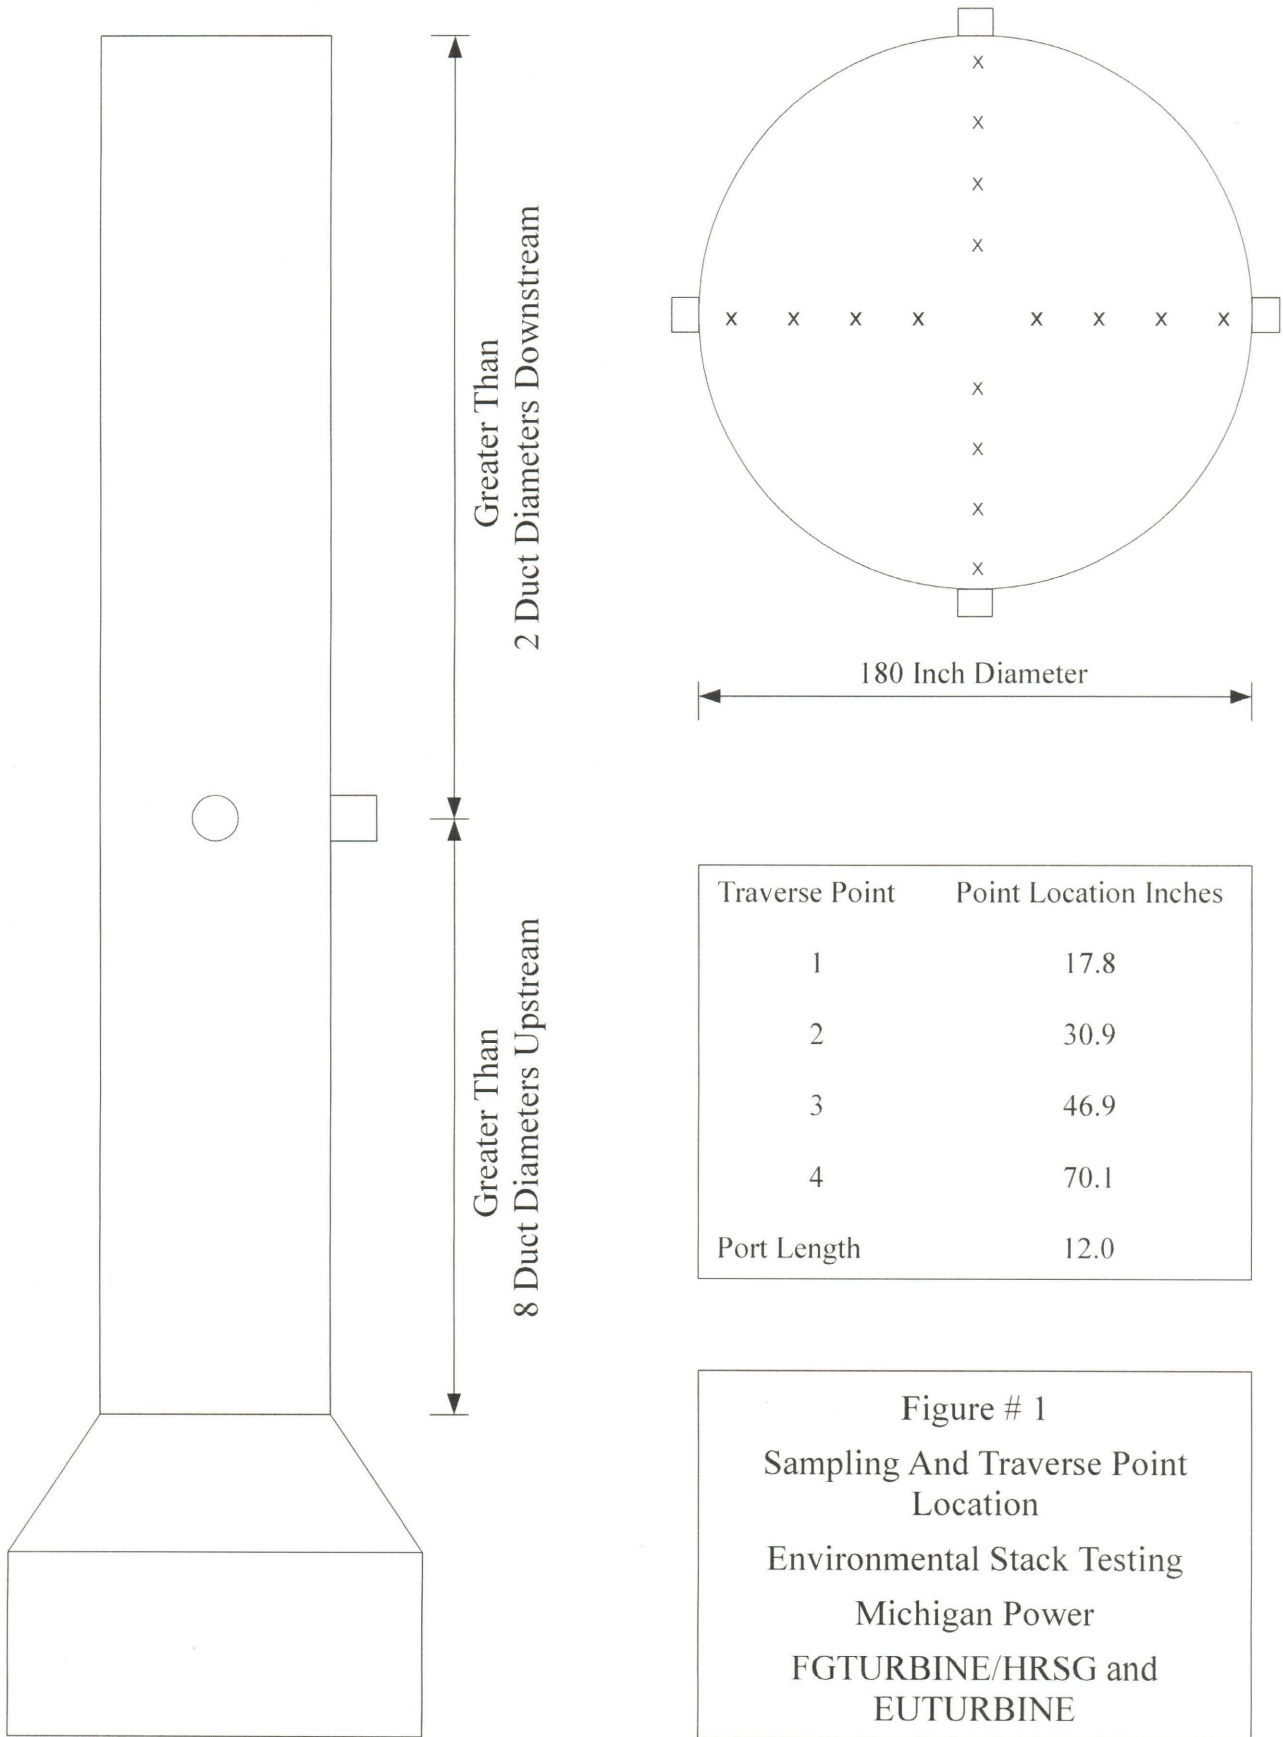 Greater Than
2 Duct Diameters Downstream
Greater Than
8 Duct Diameters Upstream
x
x
x
x
x x x x x x x x
x
x
x
x
180 Inch Diameter
Traverse Point Point Location Inches
1 17.8
2 30.9
3 46.9
4 70.1
Port Length 12.0
Figure # 1
Sampling And Traverse Point
Location
Environmental Stack Testing
Michigan Power
FGTURBINE/HRSG and
EUTURBINE